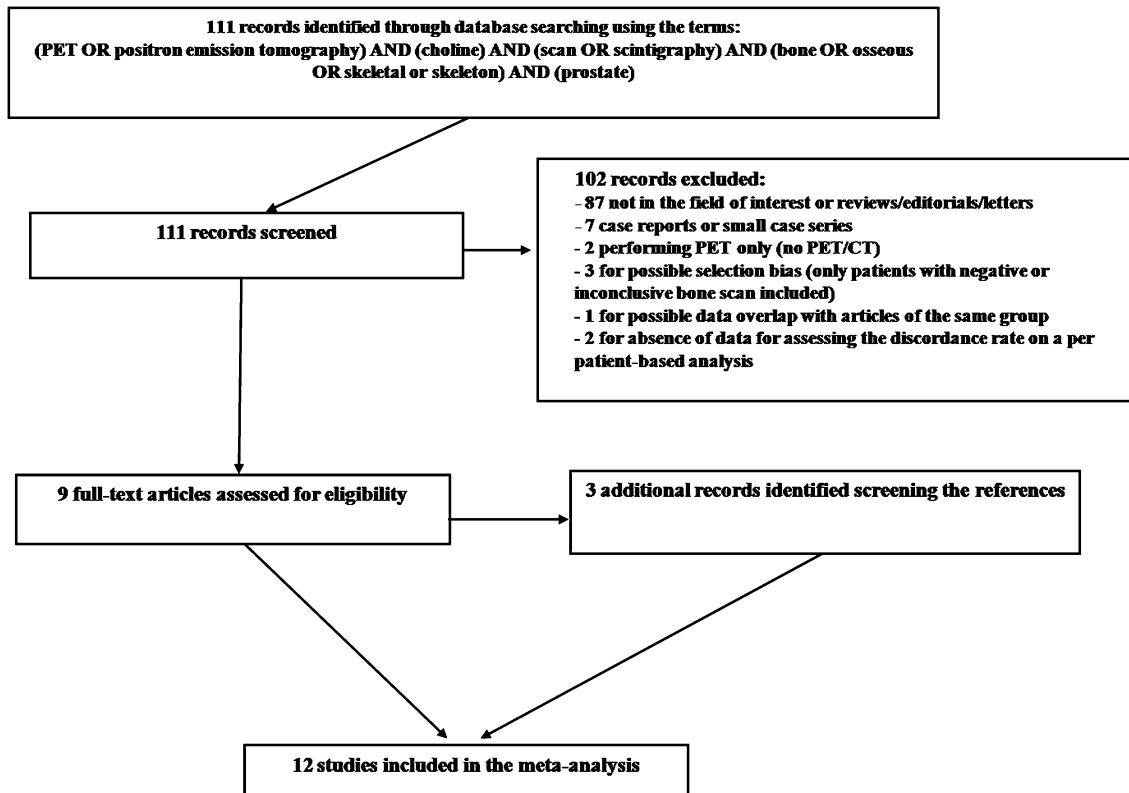 111 records identified through database searching using the terms:
(PET OR positron emission tomography) AND (choline) AND (scan OR scintigraphy) AND (bone OR osseous
OR skeletal or skeleton) AND (prostate)
102 records excluded:
- 87 not in the field of interest or reviews/editorials/letters
- 7 case reports or small case series
- 2 performing PET only (no PET/CT)
- 3 for possible selection bias (only patients with negative or
inconclusive bone scan included)
- 1 for possible data overlap with articles of the same group
- 2 for absence of data for assessing the discordance rate on a per
patient-based analysis
111 records screened
9 full-text articles assessed for eligibility
3 additional records identified screening the references
12 studies included in the meta-analysis